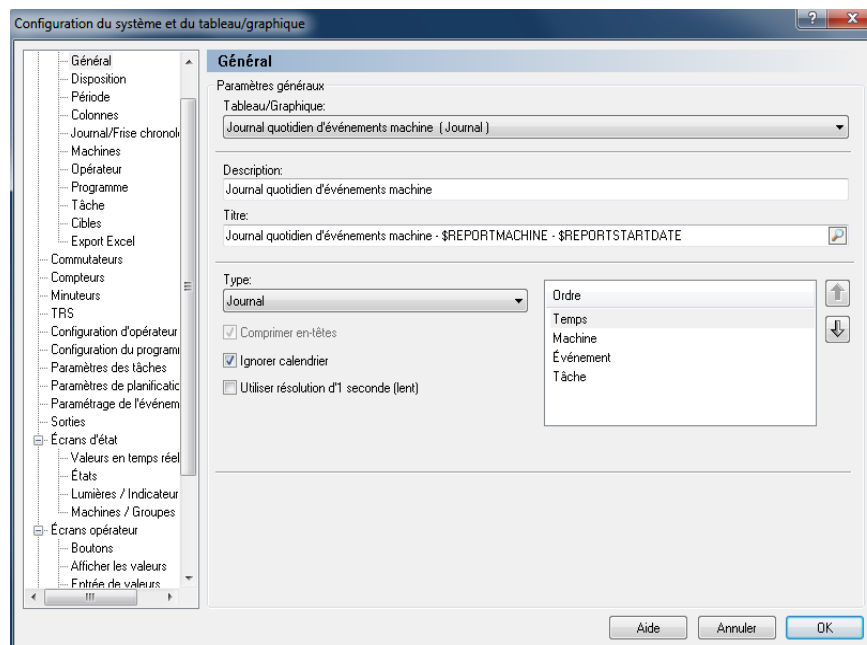 Configuration du système et du tableau/graphique
Général
Disposition
Période
Colonnes
Journal/Frise chronol
Machines
Opérateur
Programme
Tâche
Cibles
Export Excel
Commutateurs
Compteurs
Minuteurs
TRS
Configuration d'opérateur
Configuration du programm
Paramètres des tâches
Paramètres de planificatio
Paramétrage de l'événem
Sorties
Écrans d'état
Valeurs en temps réel
États
Lumières / Indicateur
Machines / Groupes
Écrans opérateur
Boutons
Afficher les valeurs
Entrée de valeurs
Général
Paramètres généraux
Tableau/Graphique:
Journal quotidien d'événements machine ( Journal )
Description:
Journal quotidien d'événements machine
Titre:
Journal quotidien d'événements machine - $REPORTMACHINE - $REPORTSTARTDATE
Type:
Journal
Comprimer en-têtes
Ignorer calendrier
Utiliser résolution d'1 seconde (lent)
Ordre
Temps
Machine
Événement
Tâche
Aide
Annuler
OK